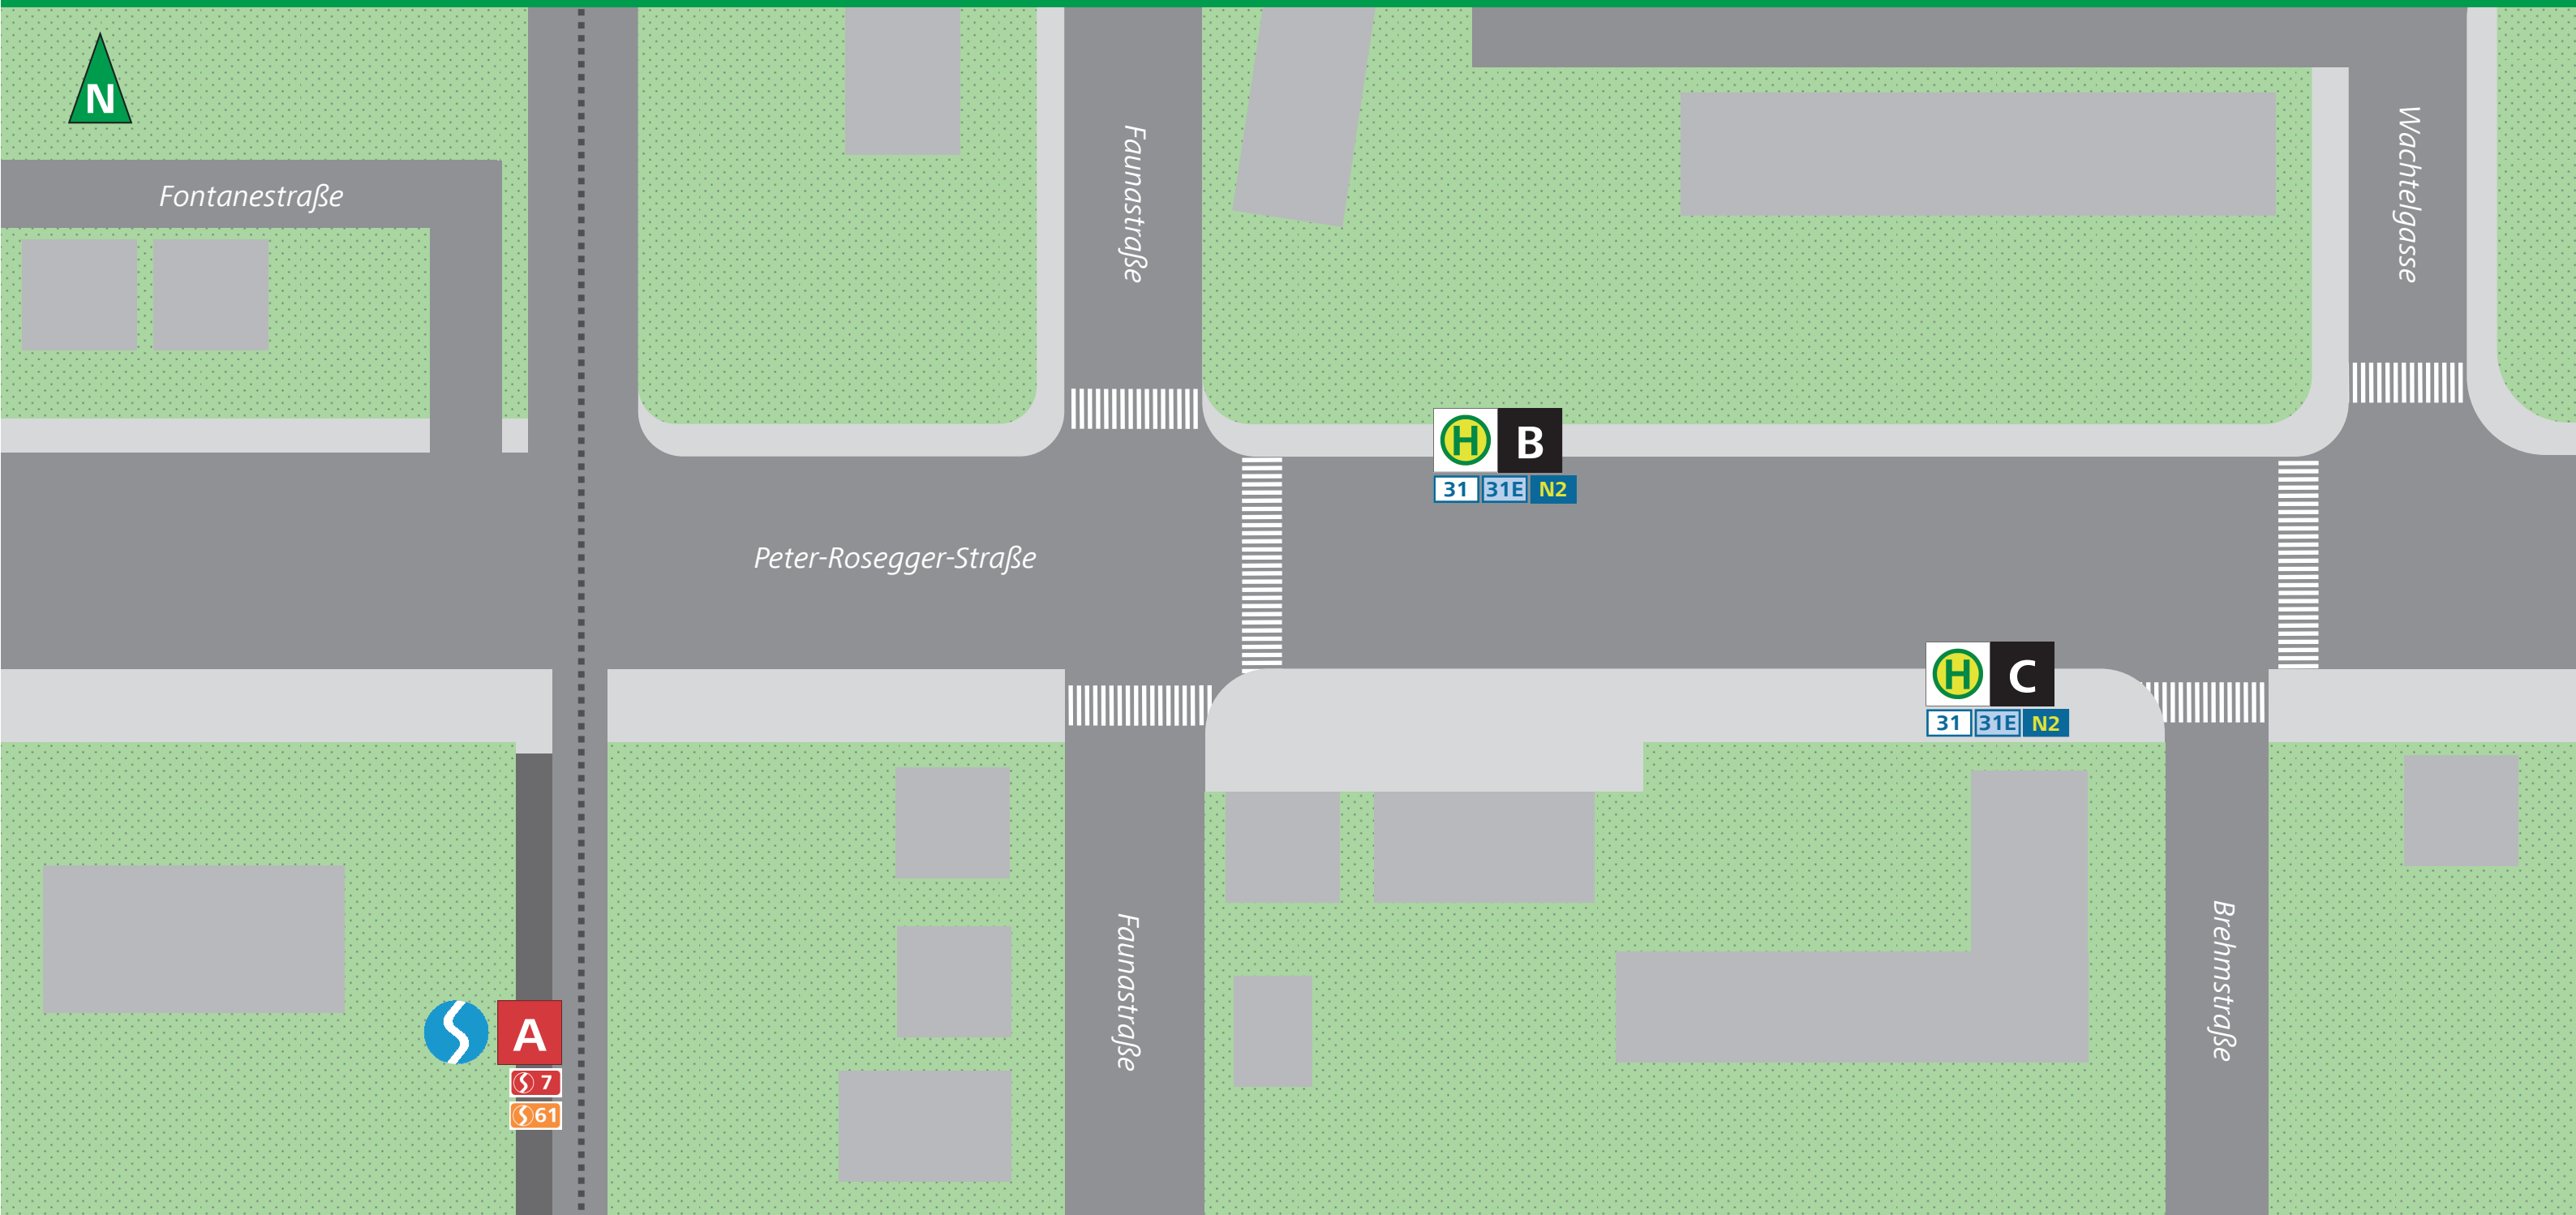 N
Fontanestraße
Faunastraße
Wachtelgasse
H B
31 31E N2
Peter-Rosegger-Straße
H C
31 31E N2
A
7
61
Faunastraße
Brehmstraße